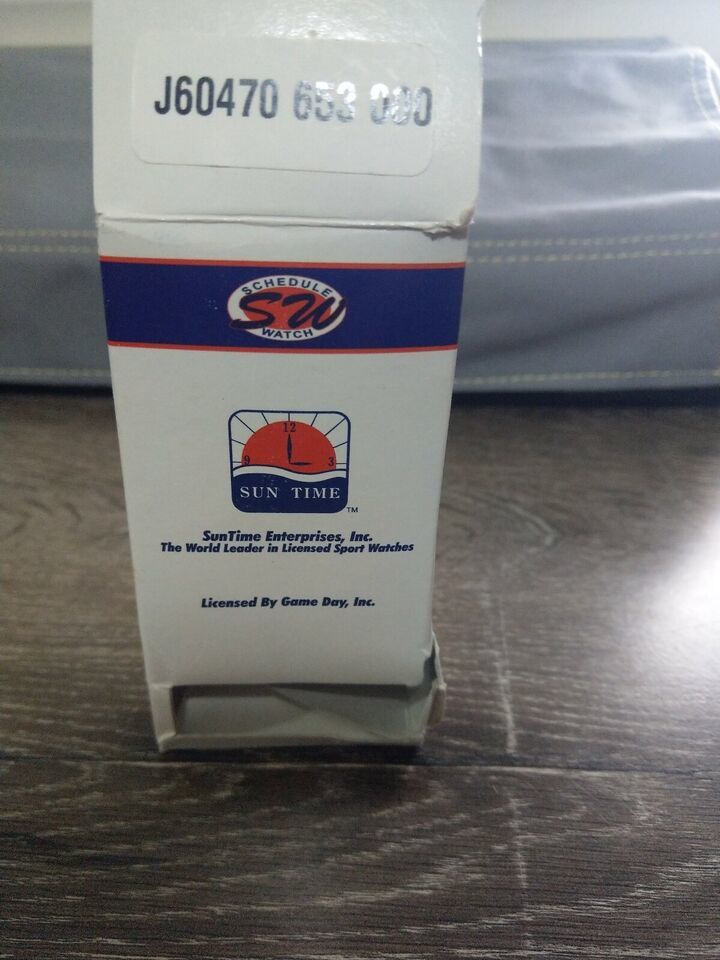 J60470 653 000
SCHEDULE
SW
WATCH
12
9 3
SUN TIME
TM
SunTime Enterprises, Inc.
The World Leader in Licensed Sport Watches
Licensed By Game Day, Inc.